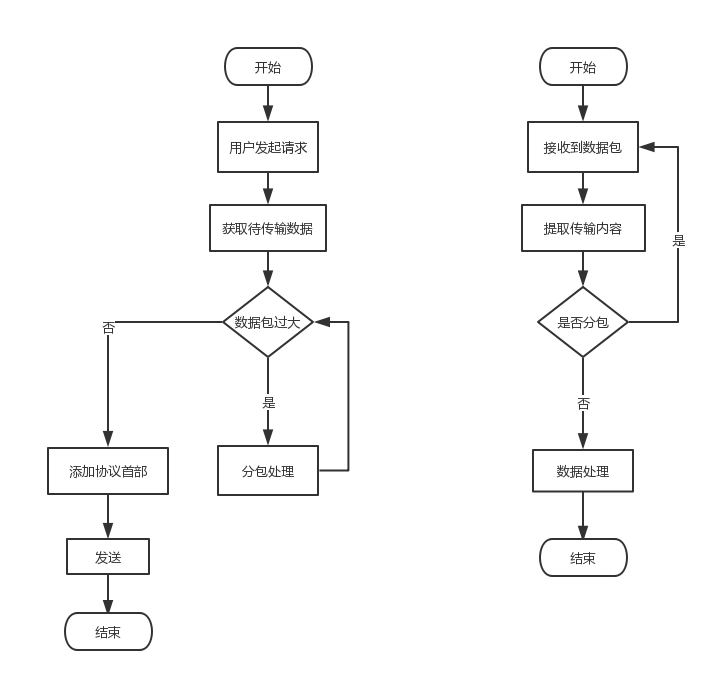 开始
用户发起请求
获取待传输数据
数据包过大
否
是
添加协议首部
分包处理
发送
结束
开始
接收到数据包
提取传输内容
是
是否分包
否
数据处理
结束